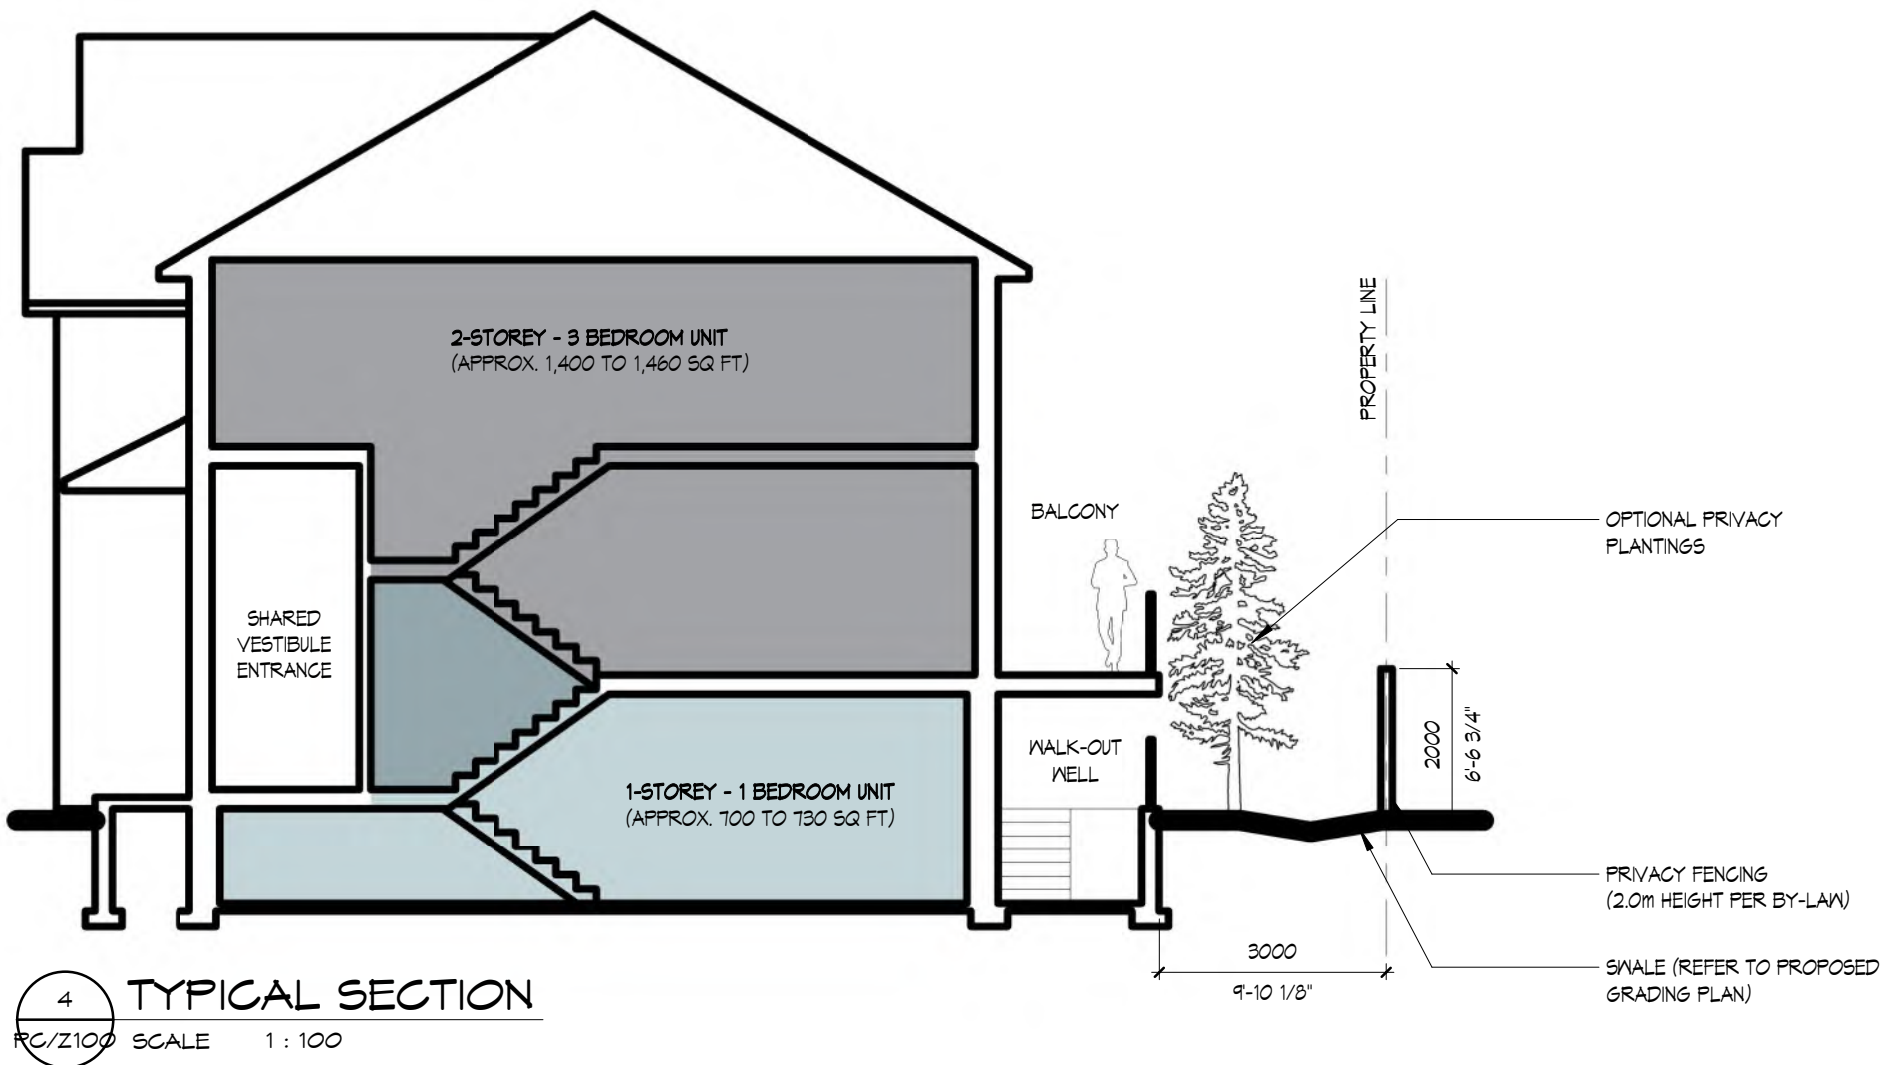 2-STOREY - 3 BEDROOM UNIT
(APPROX. 1,400 TO 1,460 SQ FT)
PROPERTY LINE
BALCONY
OPTIONAL PRIVACY
PLANTINGS
SHARED
VESTIBULE
ENTRANCE
WALK-OUT
WELL
2000
6'-6 3/4"
1-STOREY - 1 BEDROOM UNIT
(APPROX. 700 TO 730 SQ FT)
PRIVACY FENCING
(2.0m HEIGHT PER BY-LAW)
3000
9'-10 1/8"
SWALE (REFER TO PROPOSED
GRADING PLAN)
4
PC/Z100
TYPICAL SECTION
SCALE 1 : 100